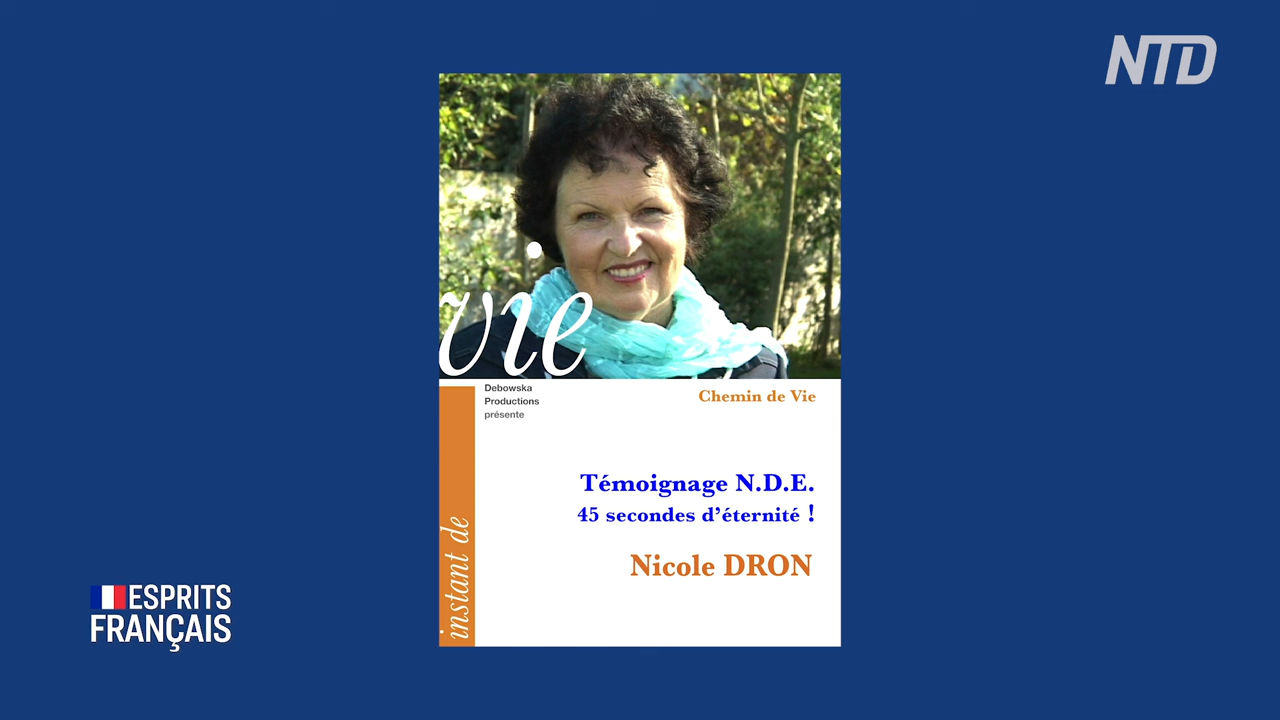 NTD
vie
Debowska
Productions
présente
Chemin de Vie
Témoignage N.D.E.
45 secondes d'éternité !
Nicole DRON
instant de
ESPRITS
FRANÇAIS